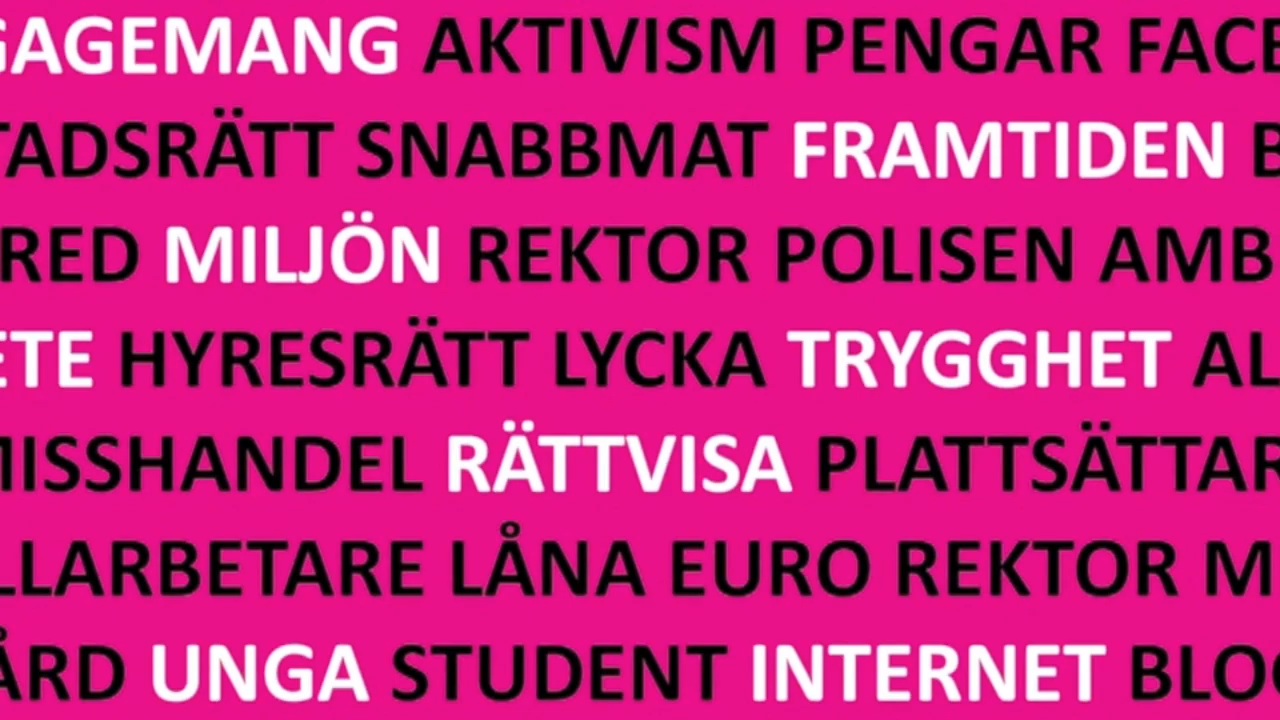 GAGEMANG AKTIVISM PENGAR FACE
TADSRÄTT SNABBMAT FRAMTIDEN B
RED MILJÖN REKTOR POLISEN AMB
ETE HYRESRÄTT LYCKA TRYGGHET AL
MISSHANDEL RÄTTVISA PLATTSÄTTAR
LLARBETARE LÅNA EURO REKTOR M
ÅRD UNGA STUDENT INTERNET BLOG